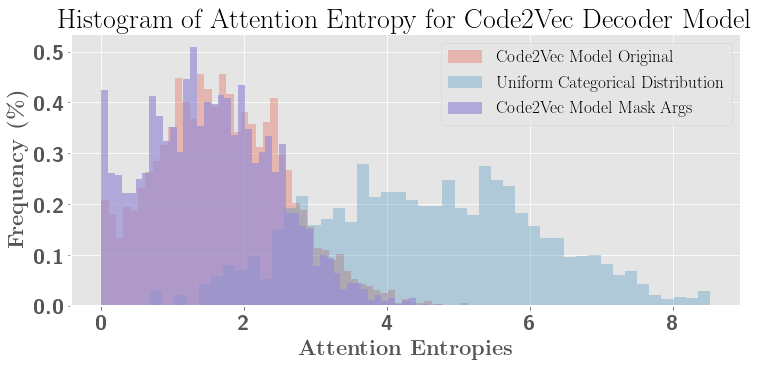 Histogram of Attention Entropy for Code2Vec Decoder Model
Code2Vec Model Original
Uniform Categorical Distribution
Code2Vec Model Mask Args
Frequency (%)
0.5
0.4
0.3
0.2
0.1
0.0
0 2 4 6 8
Attention Entropies